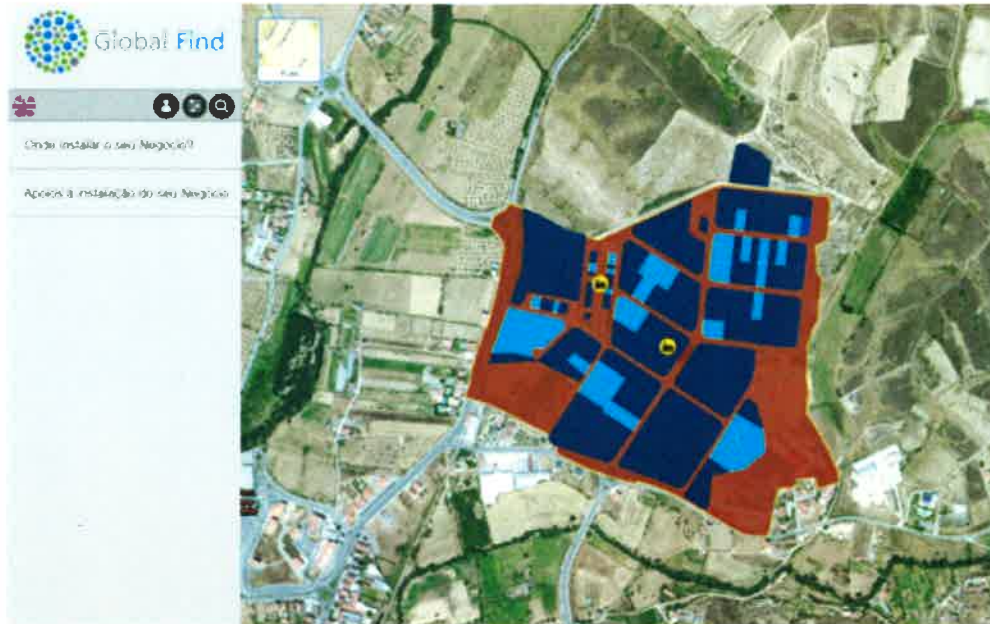 Global Find
Onde instalar o seu Negócio?
Apoios à instalação do seu Negócio